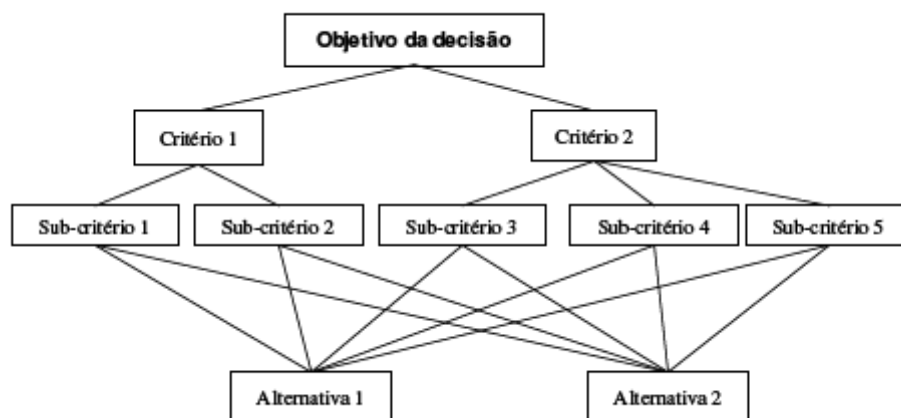 Objetivo da decisão
Critério 1
Critério 2
Sub-critério 1
Sub-critério 2
Sub-critério 3
Sub-critério 4
Sub-critério 5
Alternativa 1
Alternativa 2